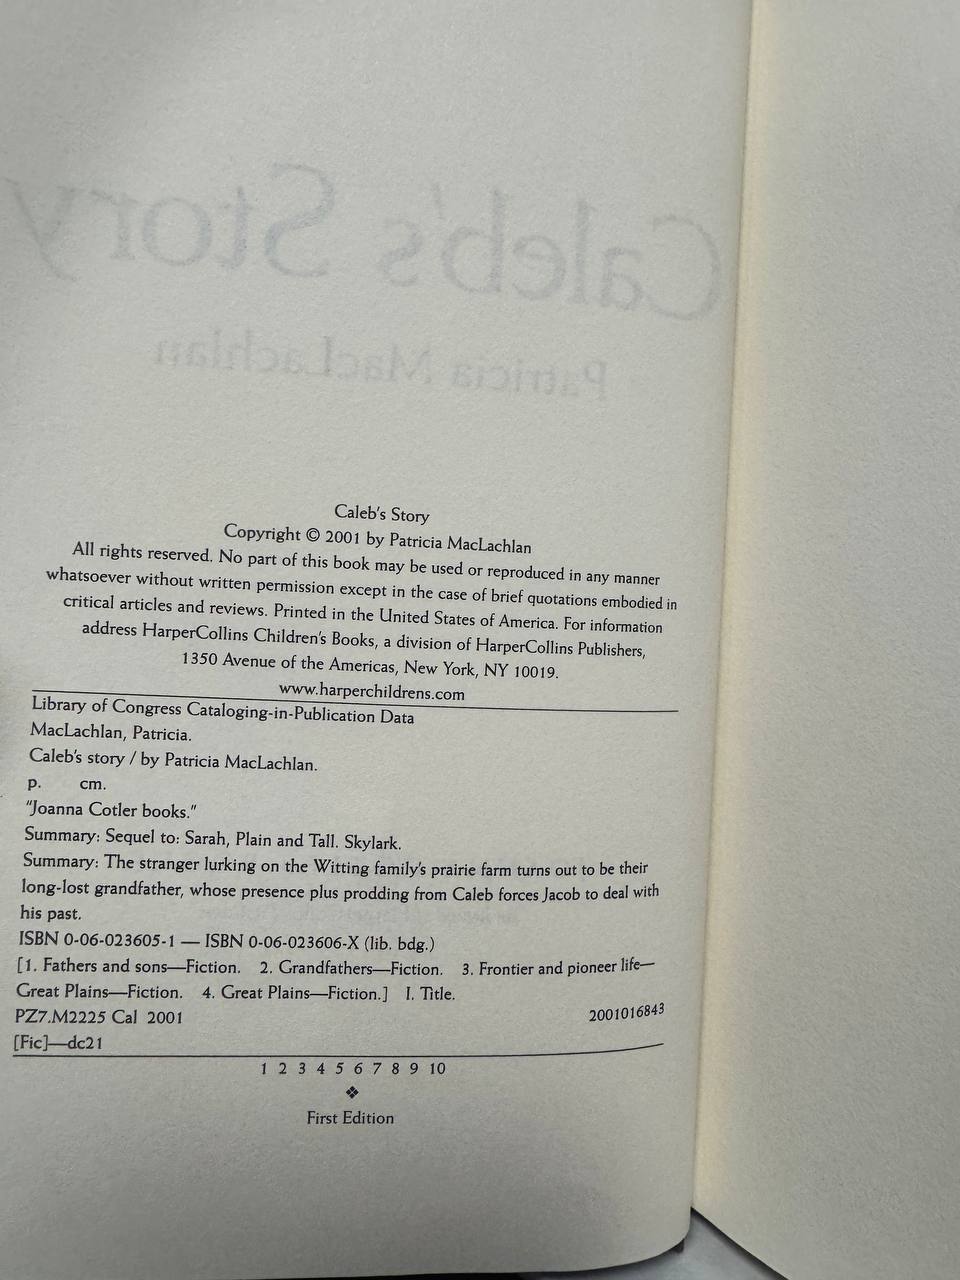 Caleb's Story
Patricia MacLachlan
Caleb's Story
Copyright © 2001 by Patricia MacLachlan
All rights reserved. No part of this book may be used or reproduced in any manner
whatsoever without written permission except in the case of brief quotations embodied in
critical articles and reviews. Printed in the United States of America. For information
address HarperCollins Children's Books, a division of HarperCollins Publishers,
1350 Avenue of the Americas, New York, NY 10019.
www.harperchildrens.com
Library of Congress Cataloging-in-Publication Data
MacLachlan, Patricia.
Caleb's story / by Patricia MacLachlan.
p. cm.
"Joanna Cotler books."
Summary: Sequel to: Sarah, Plain and Tall. Skylark.
Summary: The stranger lurking on the Witting family's prairie farm turns out to be their
long-lost grandfather, whose presence plus prodding from Caleb forces Jacob to deal with
his past.
ISBN 0-06-023605-1 — ISBN 0-06-023606-X (lib. bdg.)
[1. Fathers and sons—Fiction. 2. Grandfathers—Fiction. 3. Frontier and pioneer life—
Great Plains—Fiction. 4. Great Plains—Fiction.] I. Title.
PZ7.M2225 Cal 2001 2001016843
[Fic]—dc21
1 2 3 4 5 6 7 8 9 10
❖
First Edition